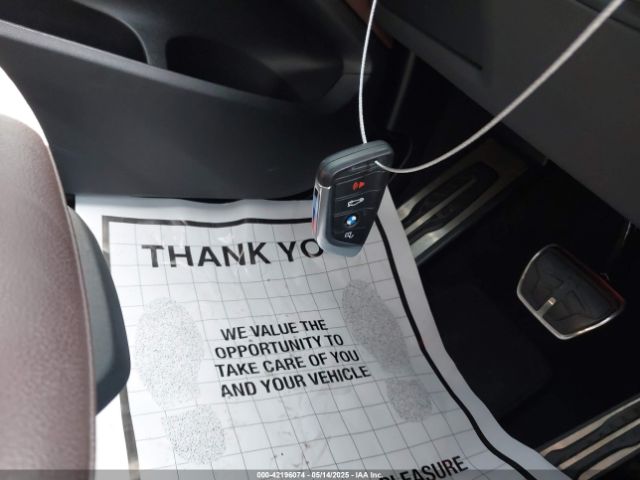 THANK YO
WE VALUE THE
OPPORTUNITY TO
TAKE CARE OF YOU
AND YOUR VEHICLE
PLEASURE
000-42196074 - 05/14/2025 - IAA Inc.